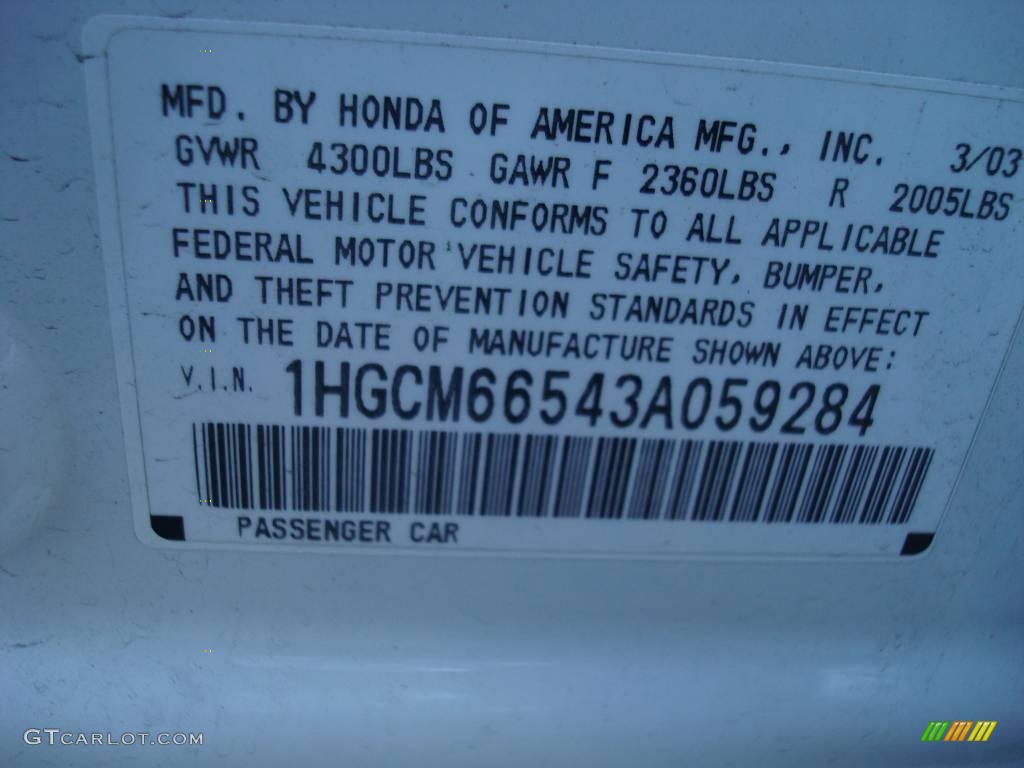 MFD. BY HONDA OF AMERICA MFG., INC. 3/03
GVWR 4300LBS GAWR F 2360LBS R 2005LBS
THIS VEHICLE CONFORMS TO ALL APPLICABLE
FEDERAL MOTOR VEHICLE SAFETY, BUMPER,
AND THEFT PREVENTION STANDARDS IN EFFECT
ON THE DATE OF MANUFACTURE SHOWN ABOVE:
V.I.N. 1HGCM66543A059284
PASSENGER CAR
GTCARLOT.COM